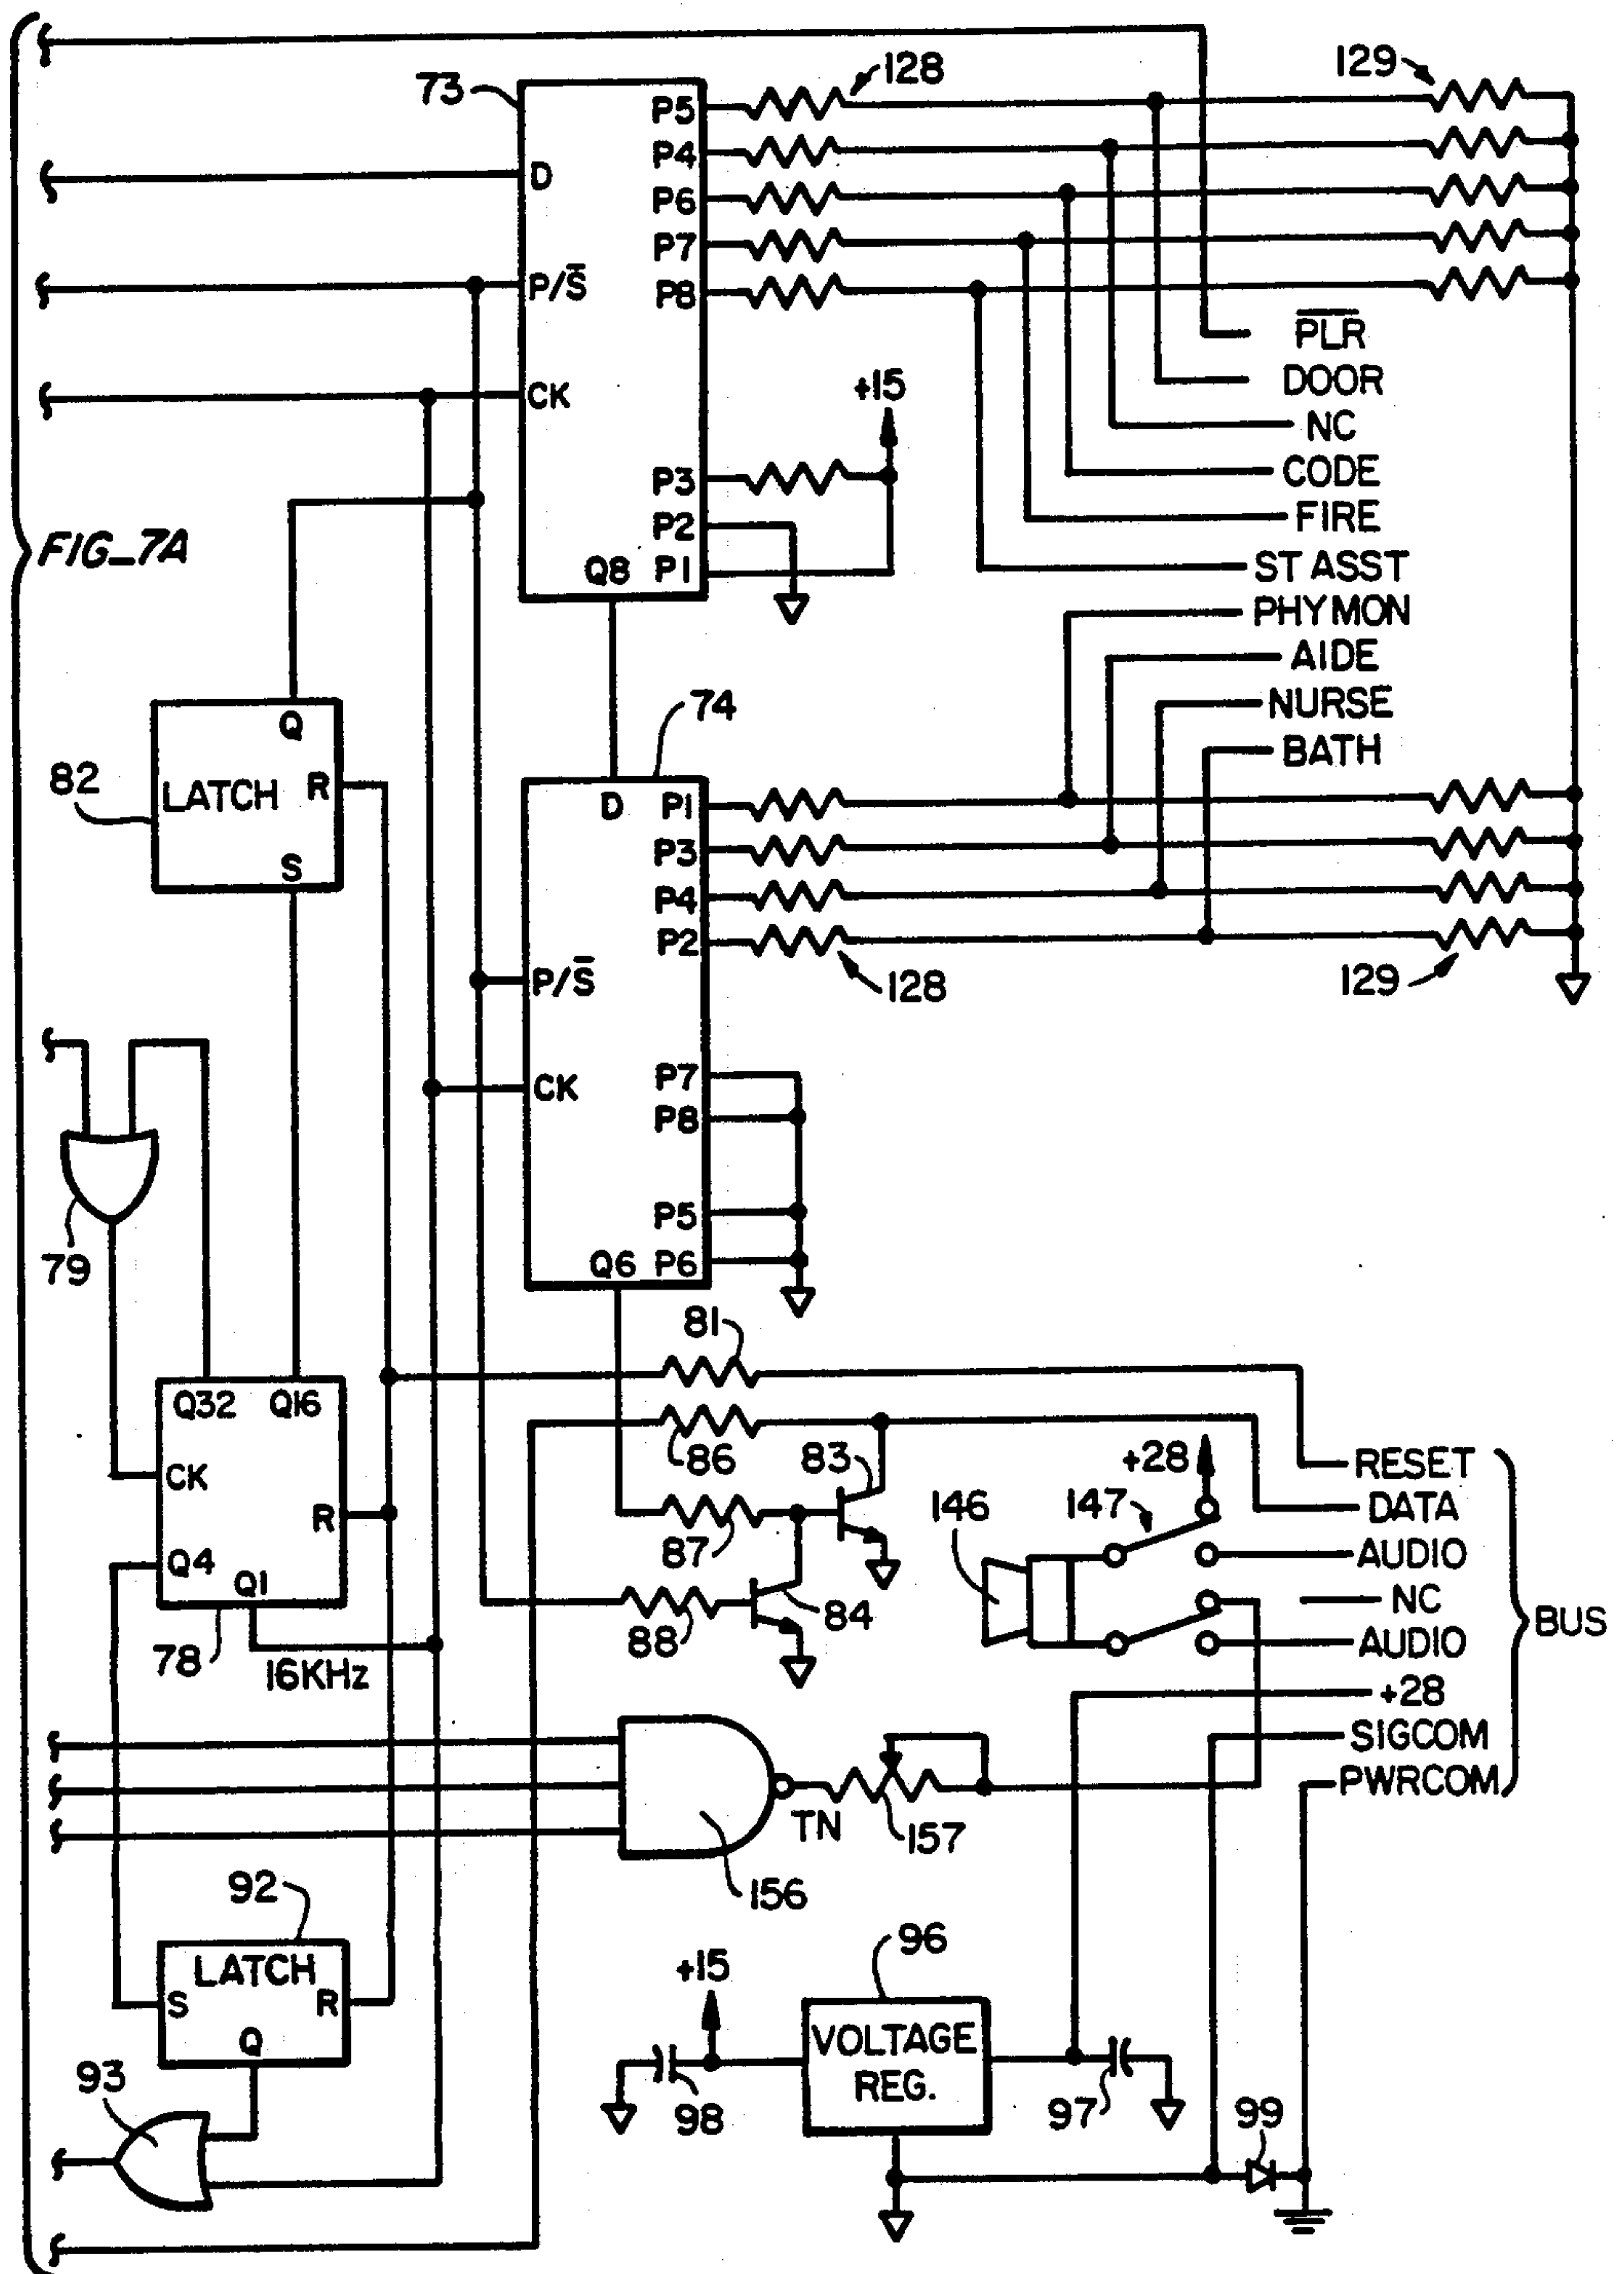 128
129
73
P5
P4
D
P6
P7
P/S̅
P8
P̅L̅R̅
DOOR
+15
CK
NC
CODE
P3
FIRE
P2
FIG_7A
Q8 P1
ST ASST
PHYMON
AIDE
74
NURSE
Q
BATH
82
LATCH R
D P1
P3
S
P4
P2
P/S̅
128
129
P7
CK
P8
P5
79
Q6 P6
81
Q32 Q16
86
83
+28
RESET
CK
146
147
DATA
R
87
AUDIO
Q4
Q1
84
NC
BUS
78
16KHz
88
AUDIO
+28
SIGCOM
PWRCOM
TN
157
156
92
96
LATCH
+15
S R
VOLTAGE
REG.
Q
93
98
97
99